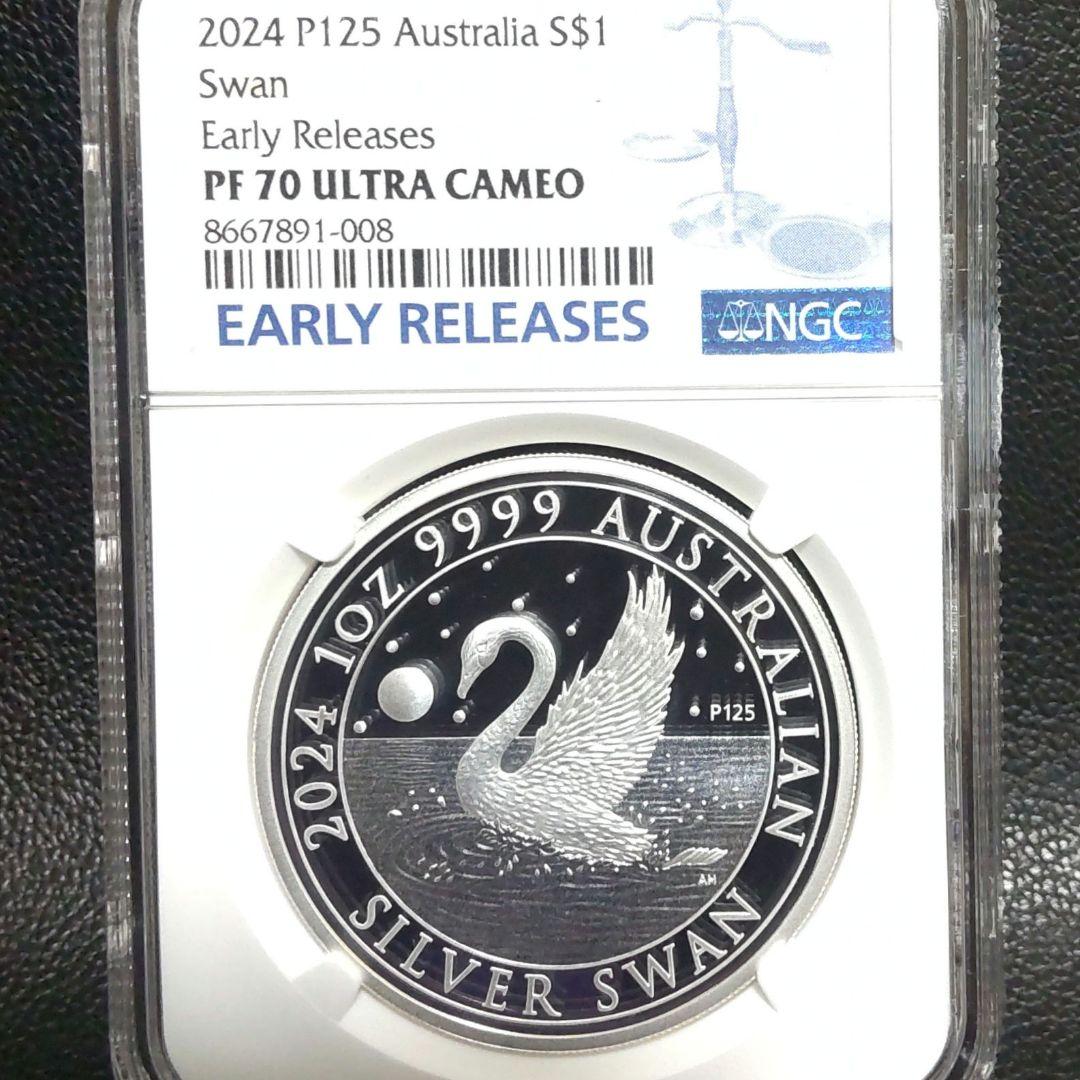 2024 P125 Australia S$1
Swan
Early Releases
PF 70 ULTRA CAMEO
8667891-008
EARLY RELEASES
NGC
2024 1OZ 9999 AUSTRALIAN
SILVER SWAN
P125
AH